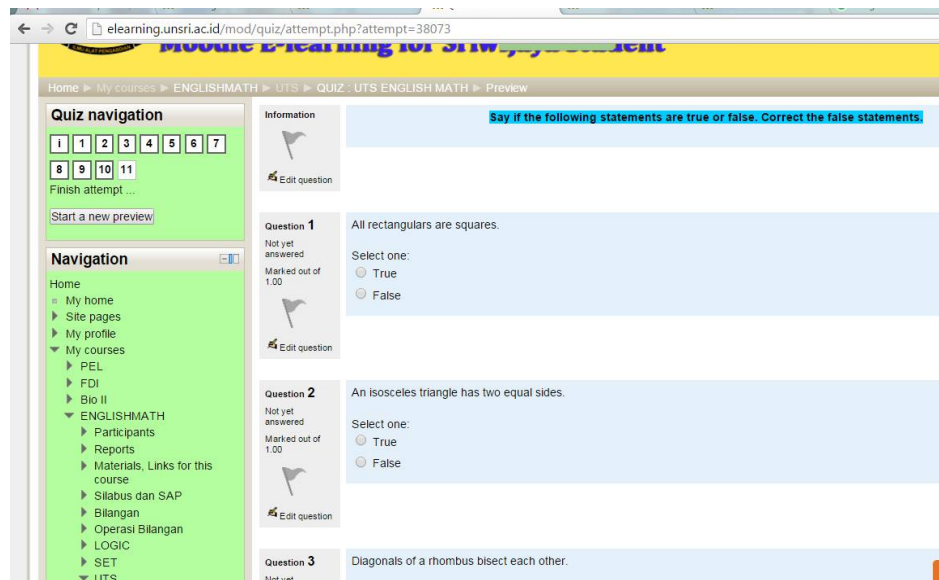 elearning.unsri.ac.id/mod/quiz/attempt.php?attempt=38073
Home ► My courses ► ENGLISHMATH ► UTS ► QUIZ : UTS ENGLISH MATH ► Preview
Quiz navigation
i 1 2 3 4 5 6 7
8 9 10 11
Finish attempt ...
Start a new preview
Navigation
Home
My home
Site pages
My profile
My courses
PEL
FDI
Bio II
ENGLISHMATH
Participants
Reports
Materials, Links for this
course
Silabus dan SAP
Bilangan
Operasi Bilangan
LOGIC
SET
UTS
Information
Edit question
Say if the following statements are true or false. Correct the false statements.
Question 1
Not yet
answered
Marked out of
1.00
Edit question
All rectangulars are squares.
Select one:
True
False
Question 2
Not yet
answered
Marked out of
1.00
Edit question
An isosceles triangle has two equal sides.
Select one:
True
False
Question 3
Not yet
Diagonals of a rhombus bisect each other.